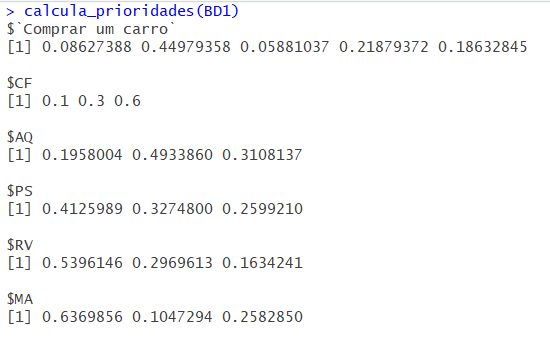 > calcula_prioridades(BD1)
$`Comprar um carro`
[1] 0.08627388 0.44979358 0.05881037 0.21879372 0.18632845
$CF
[1] 0.1 0.3 0.6
$AQ
[1] 0.1958004 0.4933860 0.3108137
$PS
[1] 0.4125989 0.3274800 0.2599210
$RV
[1] 0.5396146 0.2969613 0.1634241
$MA
[1] 0.6369856 0.1047294 0.2582850